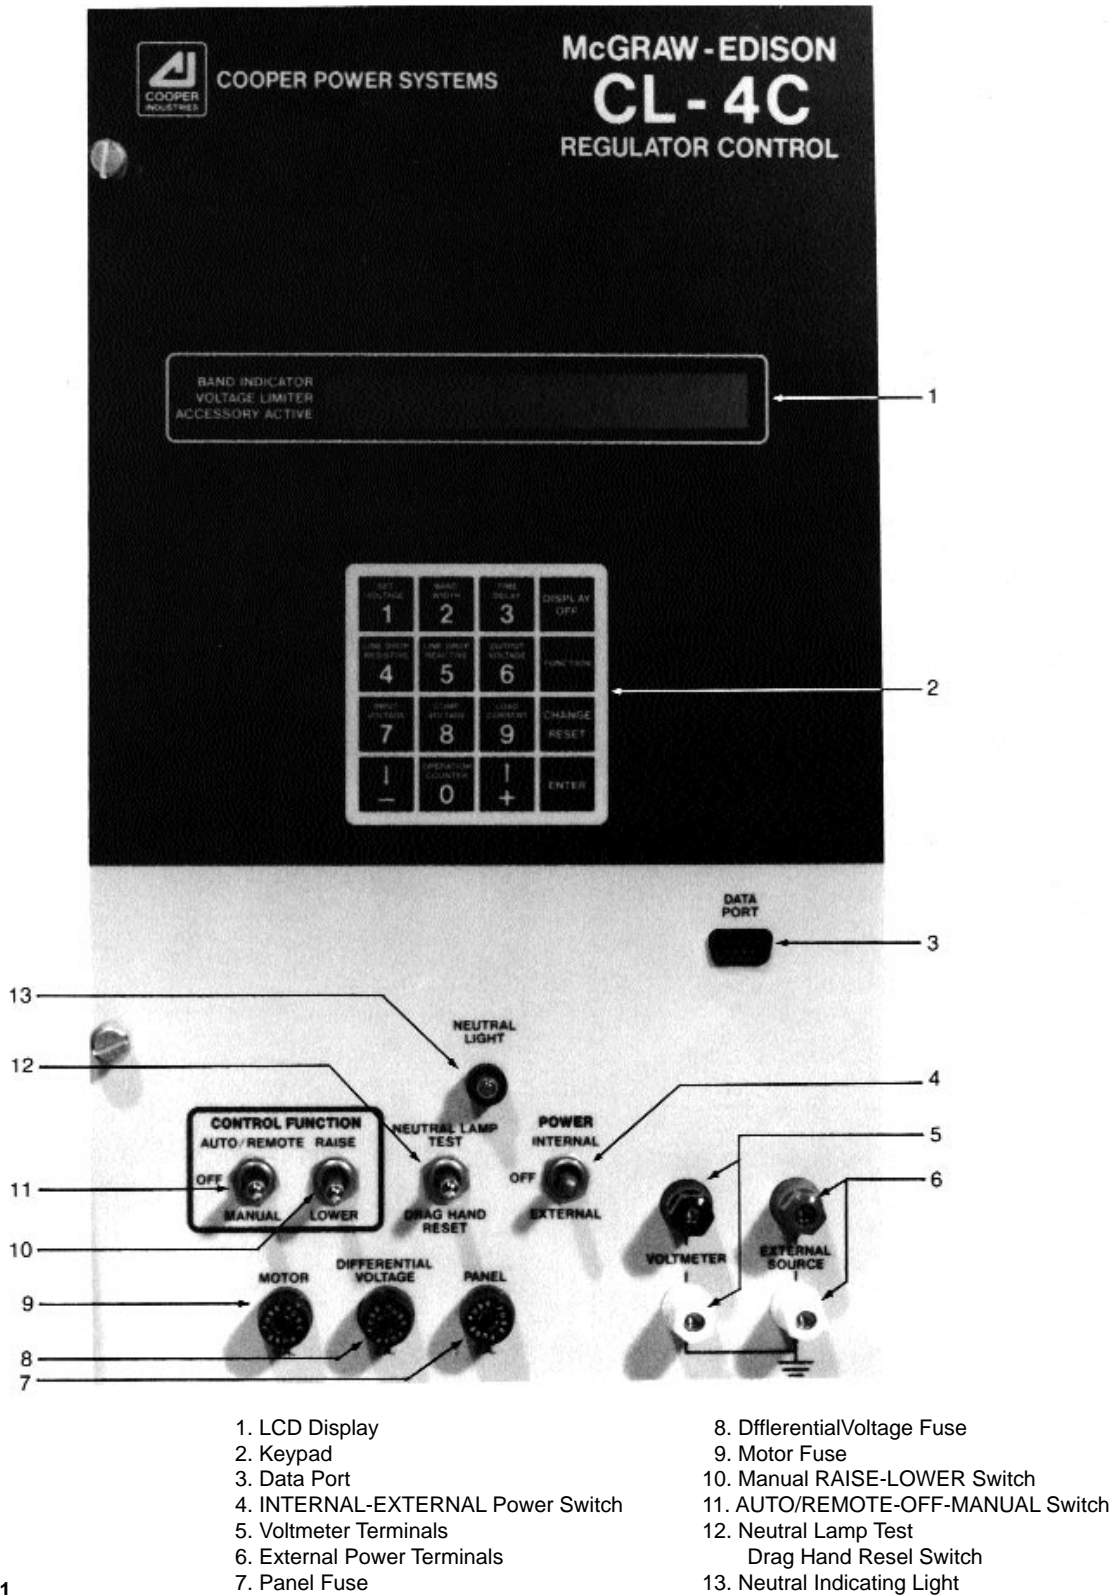 COOPER
INDUSTRIES
COOPER POWER SYSTEMS
McGRAW-EDISON
CL-4C
REGULATOR CONTROL
BAND INDICATOR
VOLTAGE LIMITER
ACCESSORY ACTIVE
1
SET VOLTAGE 1
BAND WIDTH 2
TIME DELAY 3
DISPLAY OFF
LINE DROP RESISTIVE 4
LINE DROP REACTIVE 5
OUTPUT VOLTAGE 6
FUNCTION
2
INPUT VOLTAGE 7
COMP VOLTAGE 8
LOAD CURRENT 9
CHANGE RESET
↓ −
OPERATION COUNTER 0
↑ +
ENTER
DATA
PORT
3
13
NEUTRAL
LIGHT
12
4
CONTROL FUNCTION
AUTO/REMOTE RAISE
OFF
MANUAL LOWER
NEUTRAL LAMP
TEST
DRAG HAND
RESET
POWER
INTERNAL
OFF
EXTERNAL
5
6
11
10
VOLTMETER
EXTERNAL
SOURCE
MOTOR
DIFFERENTIAL
VOLTAGE
PANEL
9
8
7
1. LCD Display
2. Keypad
3. Data Port
4. INTERNAL-EXTERNAL Power Switch
5. Voltmeter Terminals
6. External Power Terminals
7. Panel Fuse
8. DfflerentialVoltage Fuse
9. Motor Fuse
10. Manual RAISE-LOWER Switch
11. AUTO/REMOTE-OFF-MANUAL Switch
12. Neutral Lamp Test
Drag Hand Resel Switch
13. Neutral Indicating Light
1